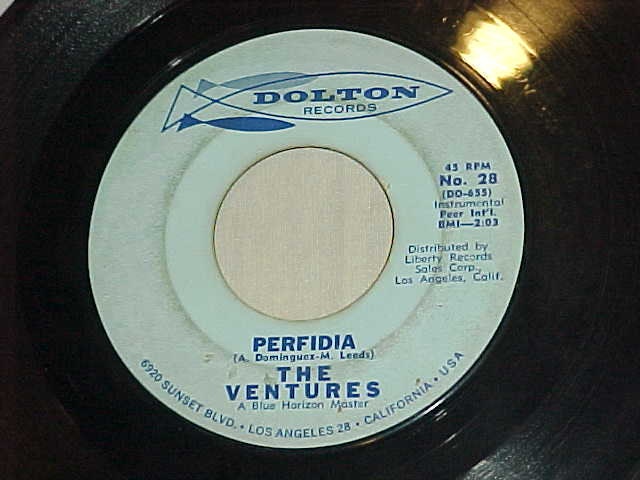 DOLTON
RECORDS
45 RPM
No. 28
(DO-655)
Instrumental
Peer Int'l.
BMI—2:03
Distributed by
Liberty Records
Sales Corp.,
Los Angeles, Calif.
PERFIDIA
(A. Dominguez-M. Leeds)
THE
VENTURES
A Blue Horizon Master
6920 SUNSET BLVD. • LOS ANGELES 28 • CALIFORNIA • USA